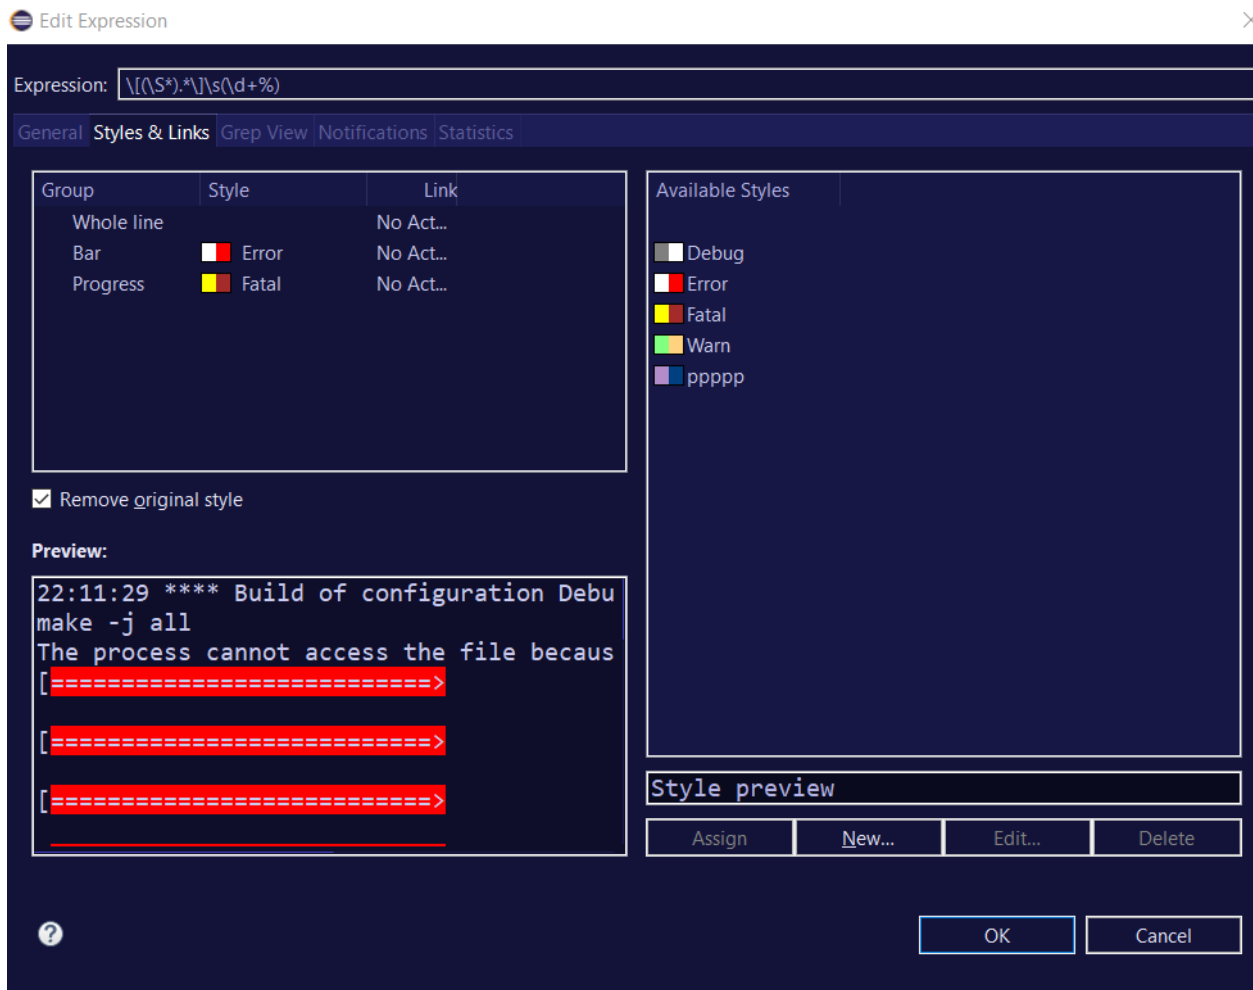 Edit Expression
Expression: \[(\S*).*\]\s(\d+%)
General Styles & Links Grep View Notifications Statistics
Group Style Link
Whole line No Act...
Bar Error No Act...
Progress Fatal No Act...
Available Styles
Debug
Error
Fatal
Warn
ppppp
Remove original style
Preview:
22:11:29 **** Build of configuration Debu
make -j all
The process cannot access the file becaus
[===========================>
[===========================>
[===========================>
Style preview
Assign New... Edit... Delete
? OK Cancel